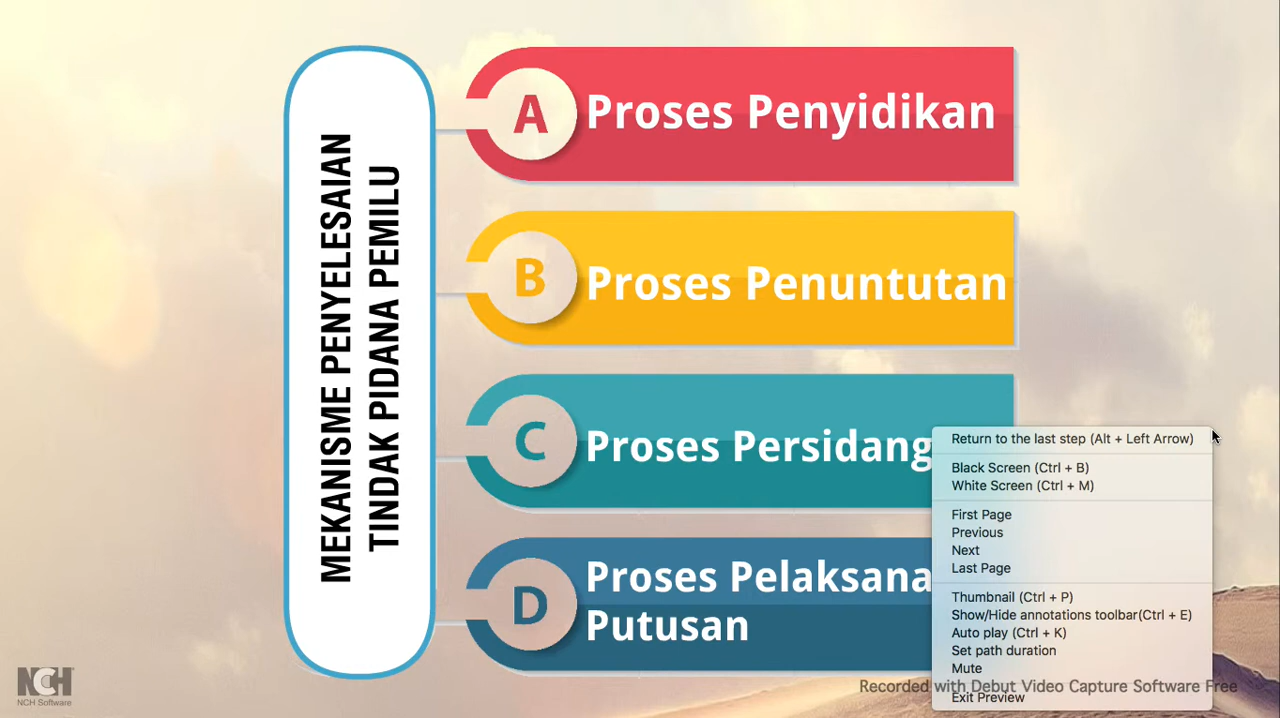 MEKANISME PENYELESAIAN
TINDAK PIDANA PEMILU
A
Proses Penyidikan
B
Proses Penuntutan
C
Proses Persidang
D
Proses Pelaksana
Putusan
Return to the last step (Alt + Left Arrow)
Black Screen (Ctrl + B)
White Screen (Ctrl + M)
First Page
Previous
Next
Last Page
Thumbnail (Ctrl + P)
Show/Hide annotations toolbar(Ctrl + E)
Auto play (Ctrl + K)
Set path duration
Mute
Exit Preview
Recorded with Debut Video Capture Software Free
NCH
NCH Software